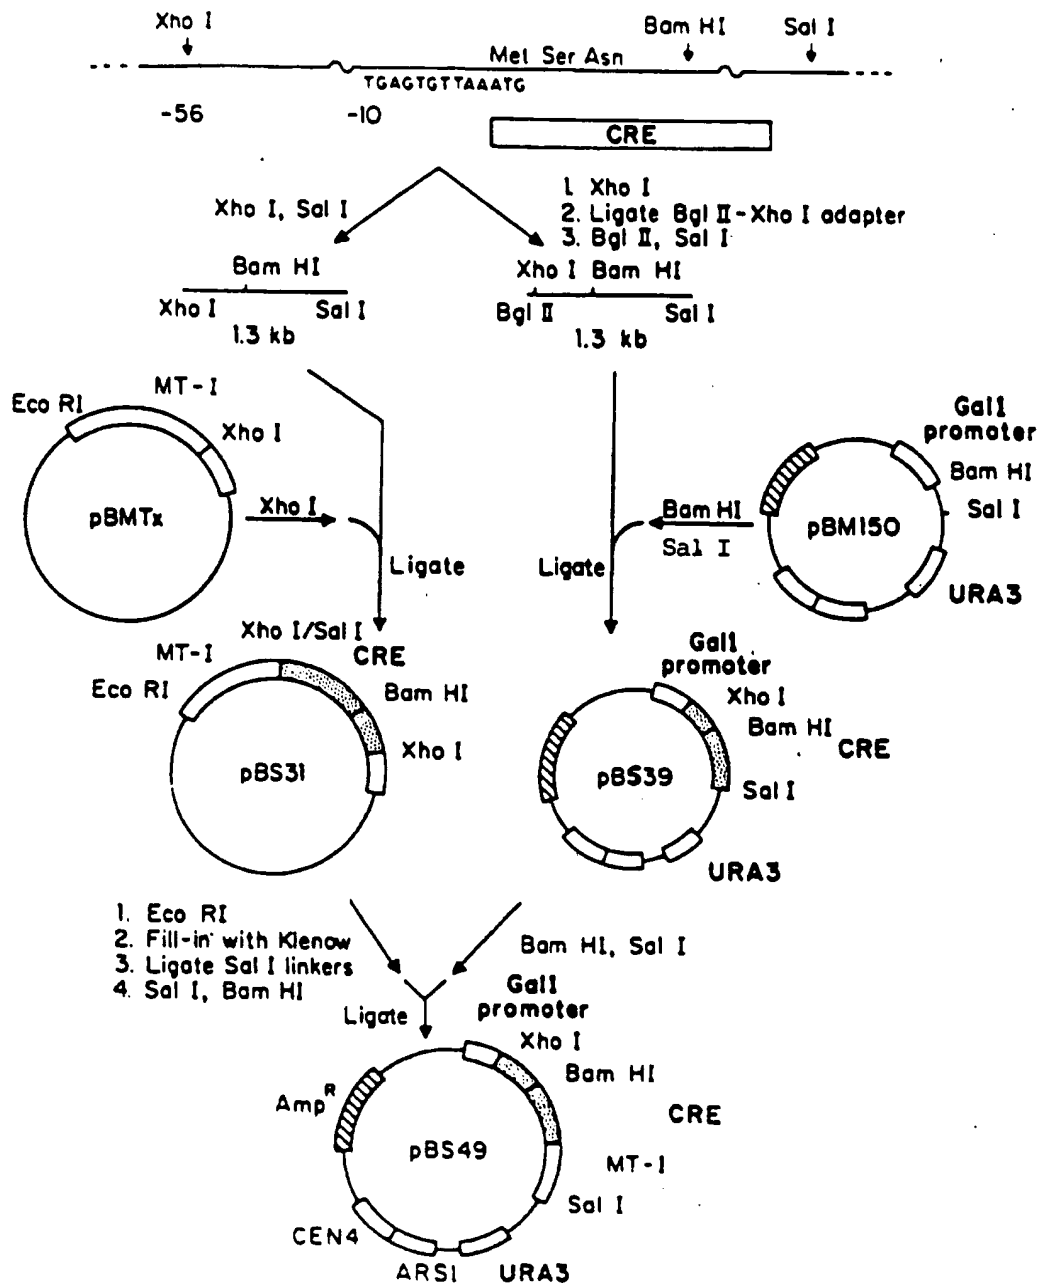 Xho I
Bam HI
Sal I
Met Ser Asn
TGAGTGTTAAATG
-56
-10
CRE
Xho I, Sal I
1. Xho I
2. Ligate Bgl II-Xho I adapter
3. Bgl II, Sal I
Bam HI
Xho I
Sal I
1.3 kb
Xho I Bam HI
Bgl II
Sal I
1.3 kb
MT-I
Eco RI
Xho I
pBMTx
Xho I
Ligate
Gal1
promoter
Bam HI
Sal I
pBM150
URA3
Bam HI
Sal I
Ligate
Xho I/Sal I
MT-I
CRE
Eco RI
Bam HI
Xho I
pBS31
Gal1
promoter
Xho I
Bam HI
CRE
pBS39
Sal I
URA3
1. Eco RI
2. Fill-in with Klenow
3. Ligate Sal I linkers
4. Sal I, Bam HI
Bam HI, Sal I
Ligate
Gal1
promoter
Xho I
Bam HI
Amp R
CRE
pBS49
MT-I
Sal I
CEN4
ARS1
URA3